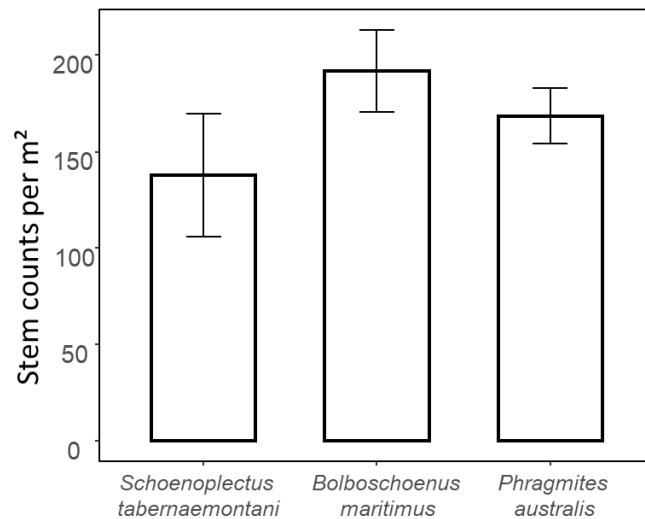 Stem counts per m²
200
150
100
50
0
Schoenoplectus
tabernaemontani
Bolboschoenus
maritimus
Phragmites
australis